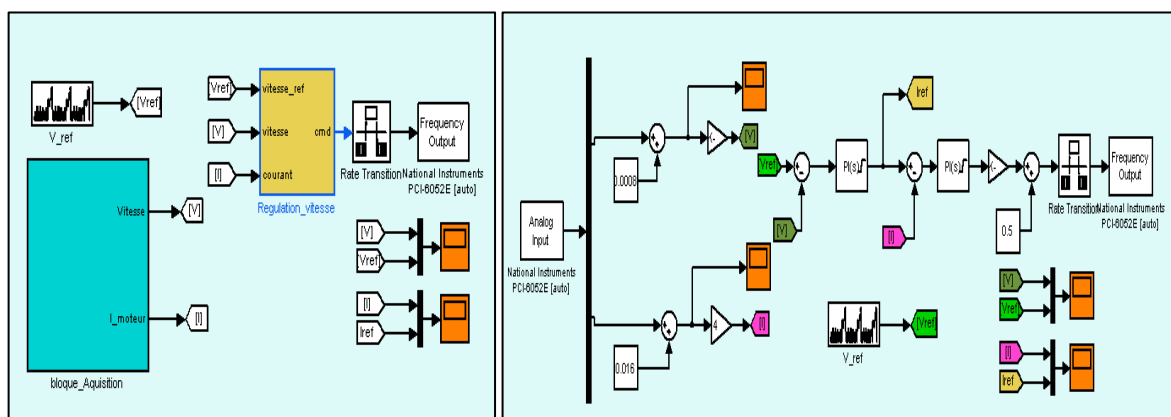 [Vref]
V_ref
Vitesse
[V]
I_moteur
[I]
bloque_Aquisition
[Vref]
[V]
[I]
vitesse_ref
vitesse
cmd
courant
Regulation_vitesse
Rate Transition
Frequency
Output
National Instruments
PCI-6052E [auto]
[V]
[Vref]
[I]
Iref
Analog
Input
National Instruments
PCI-6052E [auto]
0.0008
[V]
0.016
4
[I]
Vref
[V]
PI(s)
Iref
[I]
PI(s)
0.5
Rate Transition
Frequency
Output
National Instruments
PCI-6052E [auto]
V_ref
[Vref]
[V]
Vref
[I]
Iref